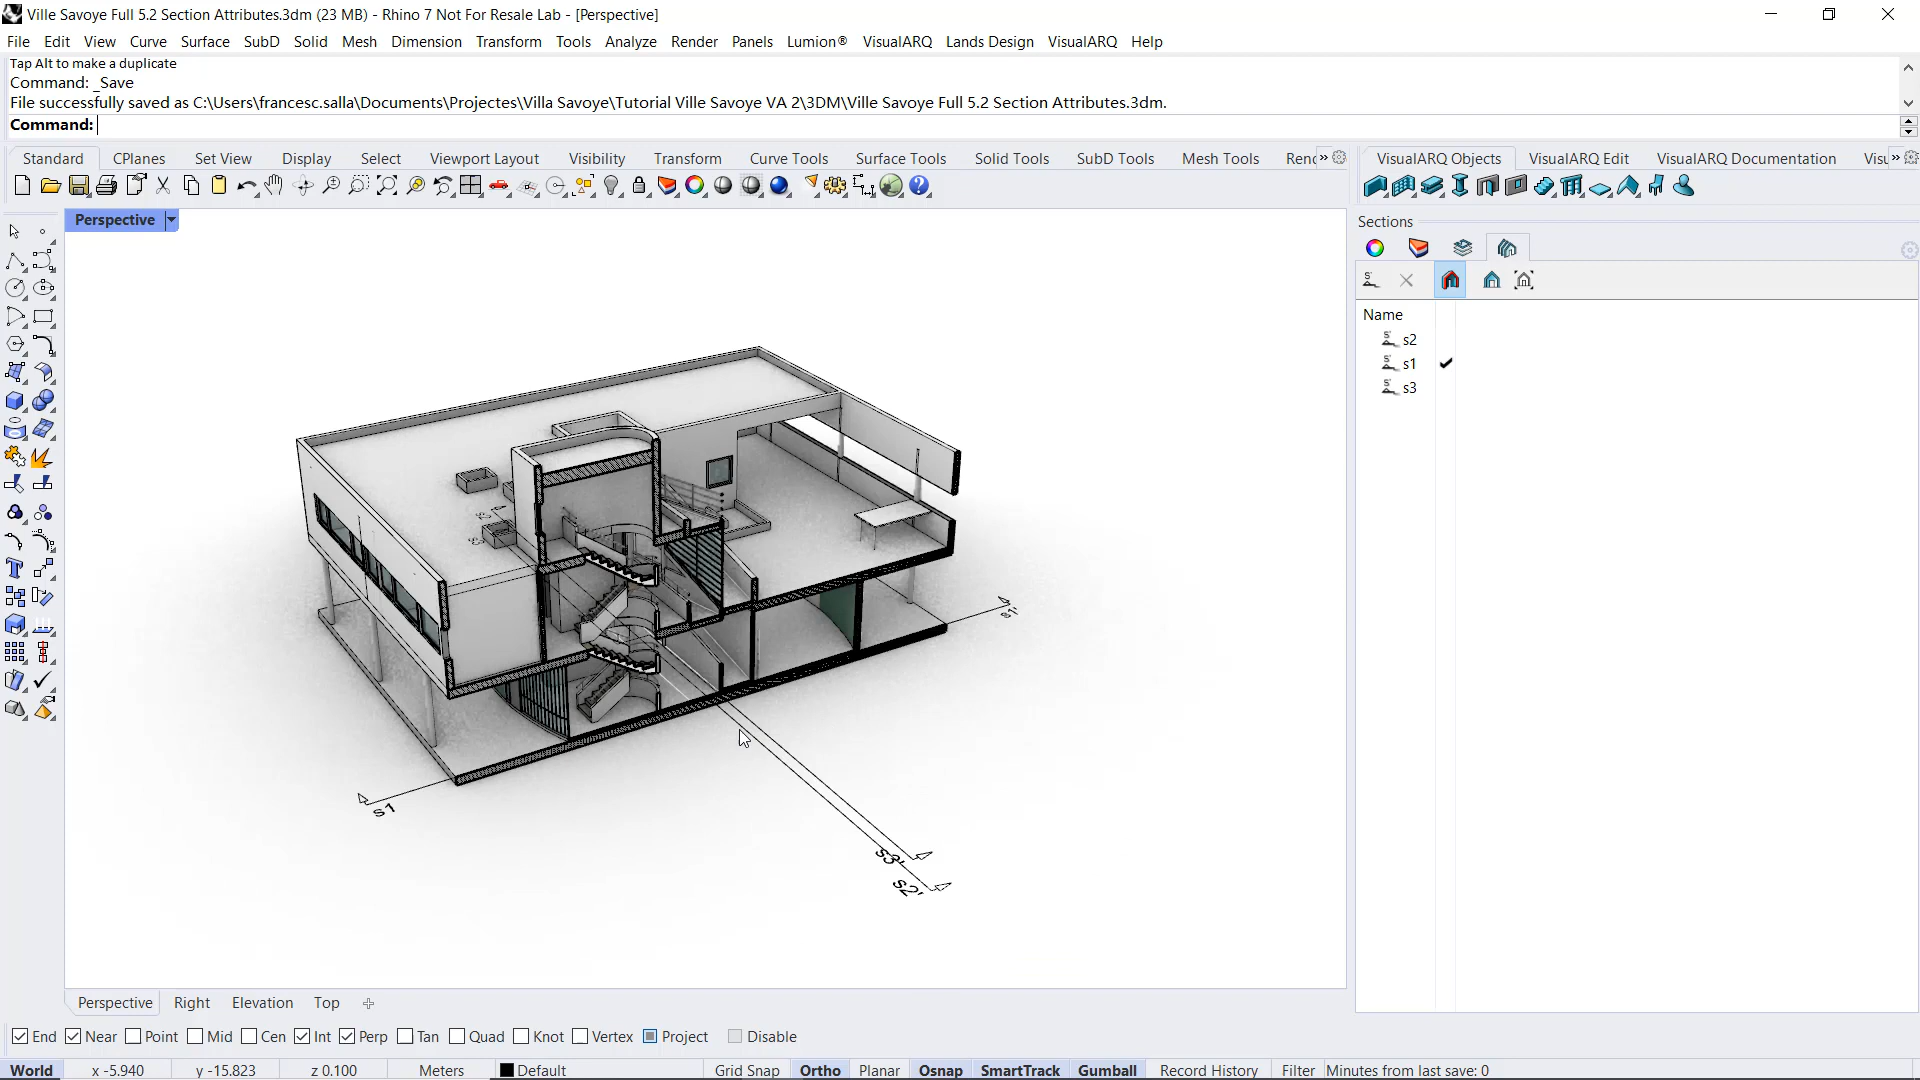 Ville Savoye Full 5.2 Section Attributes.3dm (23 MB) - Rhino 7 Not For Resale Lab - [Perspective]
File Edit View Curve Surface SubD Solid Mesh Dimension Transform Tools Analyze Render Panels Lumion® VisualARQ Lands Design VisualARQ Help
Tap Alt to make a duplicate
Command: _Save
File successfully saved as C:\Users\francesc.salla\Documents\Projectes\Villa Savoye\Tutorial Ville Savoye VA 2\3DM\Ville Savoye Full 5.2 Section Attributes.3dm.
Command:
Standard CPlanes Set View Display Select Viewport Layout Visibility Transform Curve Tools Surface Tools Solid Tools SubD Tools Mesh Tools Ren » VisualARQ Objects VisualARQ Edit VisualARQ Documentation Visu »
Perspective
Sections
Name
s2
s1
s3
s1'
s1
s3'
s2'
Perspective Right Elevation Top
End Near Point Mid Cen Int Perp Tan Quad Knot Vertex Project Disable
World x -5.940 y -15.823 z 0.100 Meters Default Grid Snap Ortho Planar Osnap SmartTrack Gumball Record History Filter Minutes from last save: 0